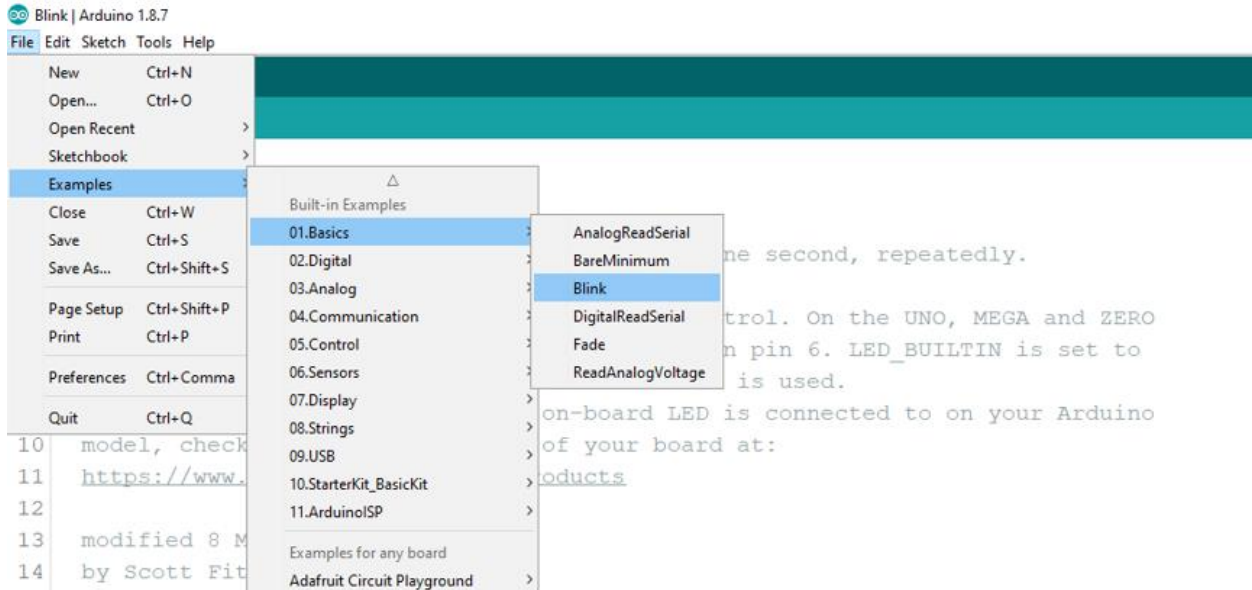 Blink | Arduino 1.8.7
File Edit Sketch Tools Help
New Ctrl+N
Open... Ctrl+O
Open Recent >
Sketchbook >
Examples >
Close Ctrl+W
Save Ctrl+S
Save As... Ctrl+Shift+S
Page Setup Ctrl+Shift+P
Print Ctrl+P
Preferences Ctrl+Comma
Quit Ctrl+Q
Built-in Examples
01.Basics >
02.Digital >
03.Analog >
04.Communication >
05.Control >
06.Sensors >
07.Display >
08.Strings >
09.USB >
10.StarterKit_BasicKit >
11.ArduinoISP >
Examples for any board
Adafruit Circuit Playground >
AnalogReadSerial
BareMinimum
Blink
DigitalReadSerial
Fade
ReadAnalogVoltage
second, repeatedly.
On the UNO, MEGA and ZERO
pin 6. LED_BUILTIN is set to
is used.
on-board LED is connected to on your Arduino
10 model, check of your board at:
11 https://www.
12
13 modified 8
14 by Scott